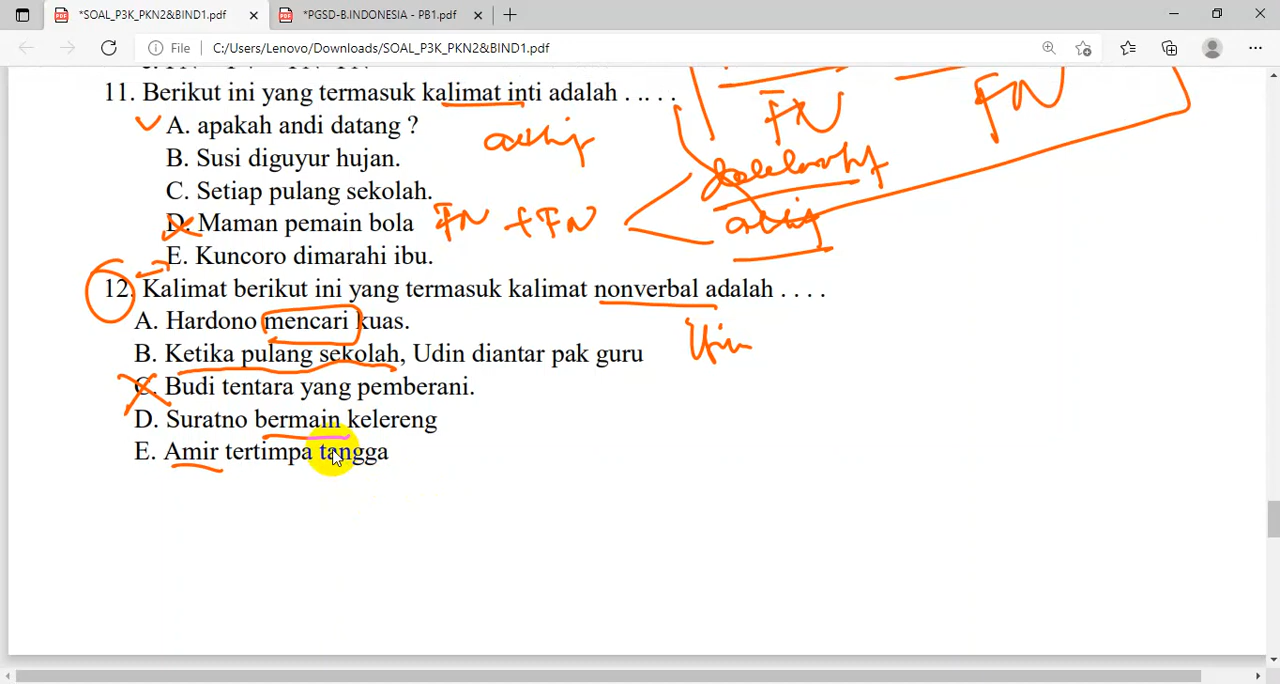 *SOAL_P3K_PKN2&BIND1.pdf
*PGSD-B.INDONESIA - PB1.pdf
File
C:/Users/Lenovo/Downloads/SOAL_P3K_PKN2&BIND1.pdf
11. Berikut ini yang termasuk kalimat inti adalah . .. . .
FN
FN
A. apakah andi datang ?
aktif
B. Susi diguyur hujan.
C. Setiap pulang sekolah.
D. Maman pemain bola
FN + FN
aktif
E. Kuncoro dimarahi ibu.
12. Kalimat berikut ini yang termasuk kalimat nonverbal adalah . . . .
A. Hardono mencari kuas.
B. Ketika pulang sekolah, Udin diantar pak guru
C. Budi tentara yang pemberani.
D. Suratno bermain kelereng
E. Amir tertimpa tangga